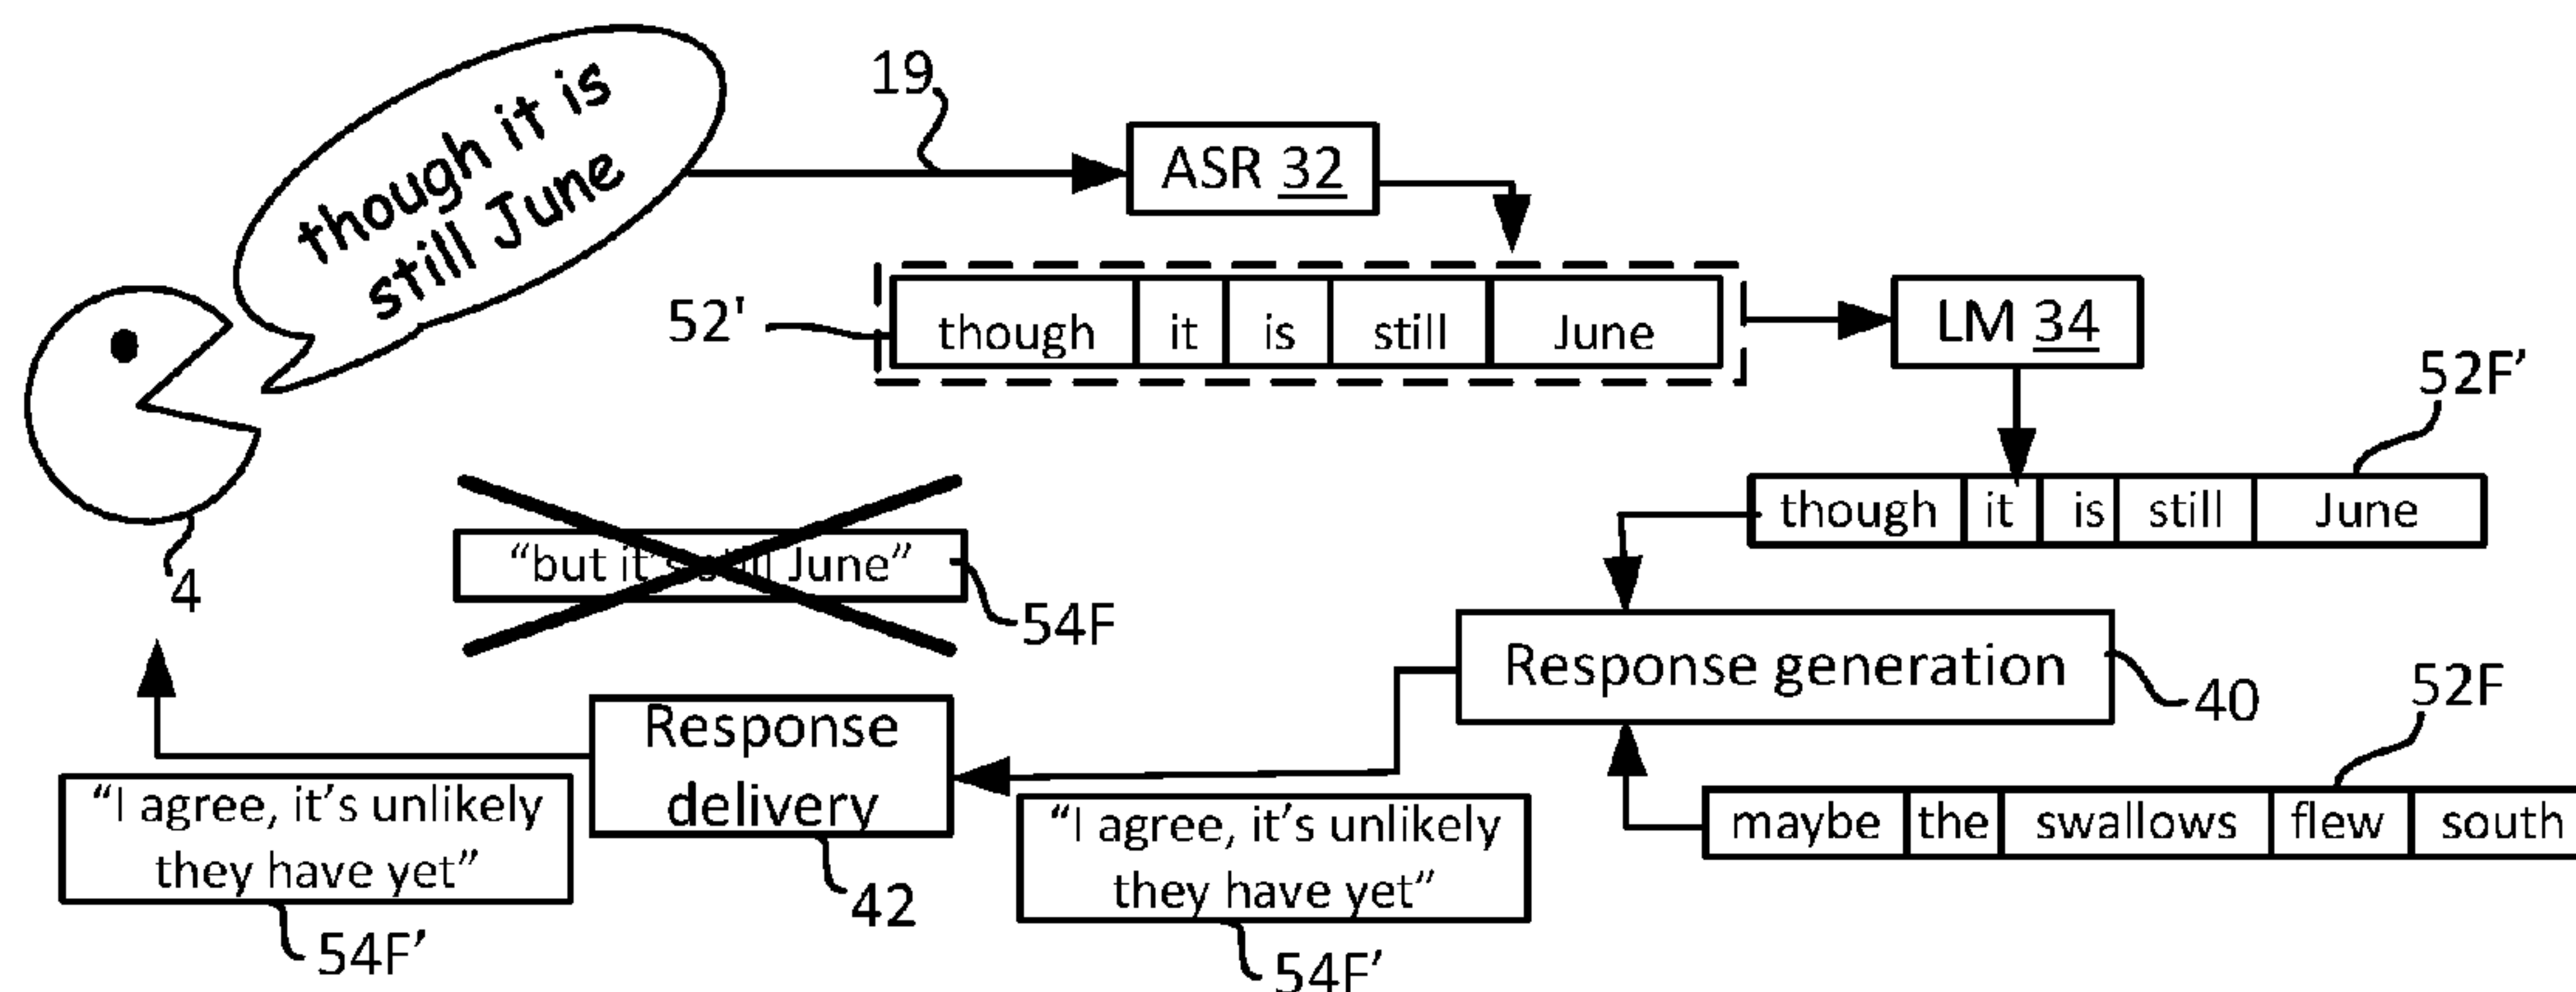 though it is
still June
19
ASR 32
52'
though it is still June
LM 34
52F’
though it is still June
4
“but it’s still June”
54F
Response generation
40
52F
maybe the swallows flew south
Response
delivery
42
“I agree, it’s unlikely
they have yet”
54F’
“I agree, it’s unlikely
they have yet”
54F’